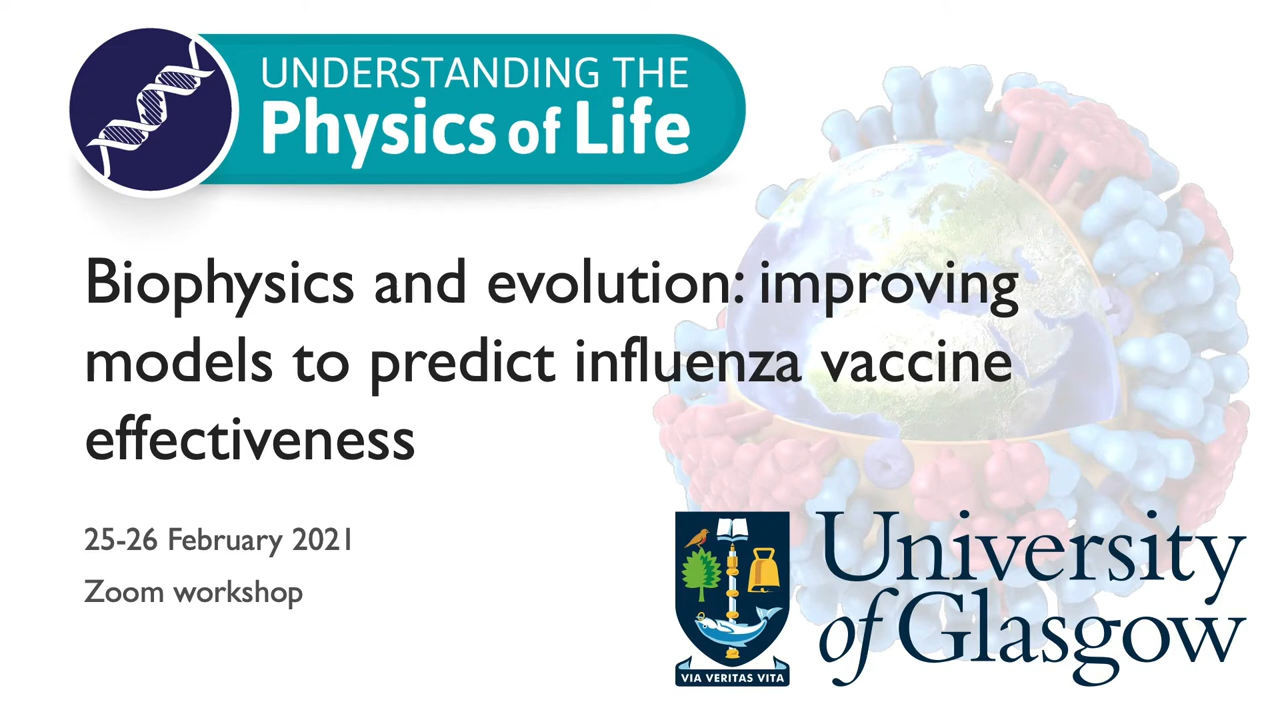 UNDERSTANDING THE
Physics of Life
Biophysics and evolution: improving
models to predict influenza vaccine
effectiveness
25-26 February 2021
Zoom workshop
University
of Glasgow
VIA VERITAS VITA